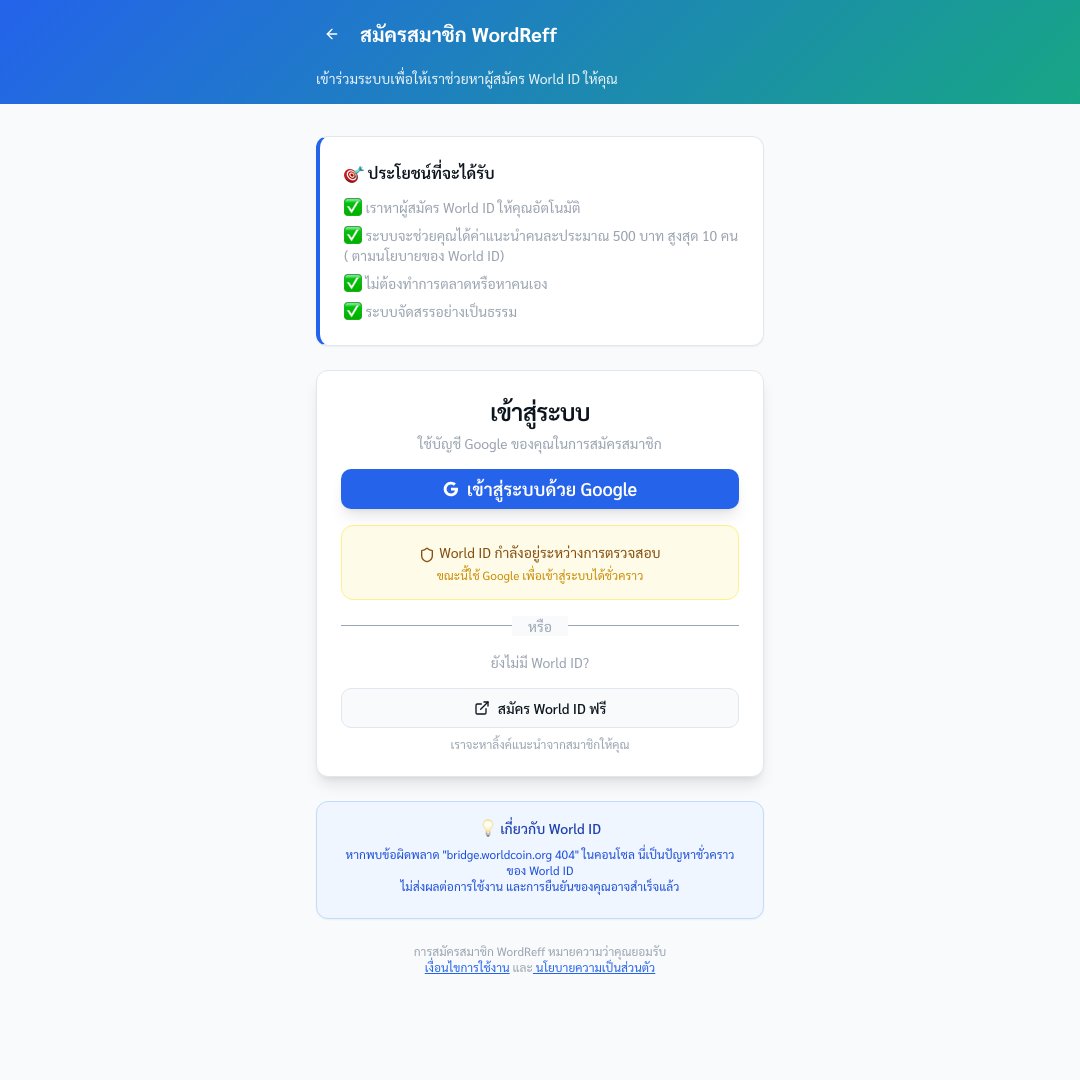 สมัครสมาชิก WordReff
เข้าร่วมระบบเพื่อให้เราช่วยหาผู้สมัคร World ID ให้คุณ
🎯 ประโยชน์ที่จะได้รับ
✅ เราหาผู้สมัคร World ID ให้คุณอัตโนมัติ
✅ ระบบจะช่วยคุณได้ค่าแนะนำคนละประมาณ 500 บาท สูงสุด 10 คน
( ตามนโยบายของ World ID)
✅ ไม่ต้องทำการตลาดหรือหาคนเอง
✅ ระบบจัดสรรอย่างเป็นธรรม
เข้าสู่ระบบ
ใช้บัญชี Google ของคุณในการสมัครสมาชิก
G เข้าสู่ระบบด้วย Google
World ID กำลังอยู่ระหว่างการตรวจสอบ
ขณะนี้ใช้ Google เพื่อเข้าสู่ระบบได้ชั่วคราว
หรือ
ยังไม่มี World ID?
สมัคร World ID ฟรี
เราจะหาลิ้งค์แนะนำจากสมาชิกให้คุณ
💡 เกี่ยวกับ World ID
หากพบข้อผิดพลาด "bridge.worldcoin.org 404" ในคอนโซล นี่เป็นปัญหาชั่วคราว
ของ World ID
ไม่ส่งผลต่อการใช้งาน และการยืนยันของคุณอาจสำเร็จแล้ว
การสมัครสมาชิก WordReff หมายความว่าคุณยอมรับ
เงื่อนไขการใช้งาน และ นโยบายความเป็นส่วนตัว